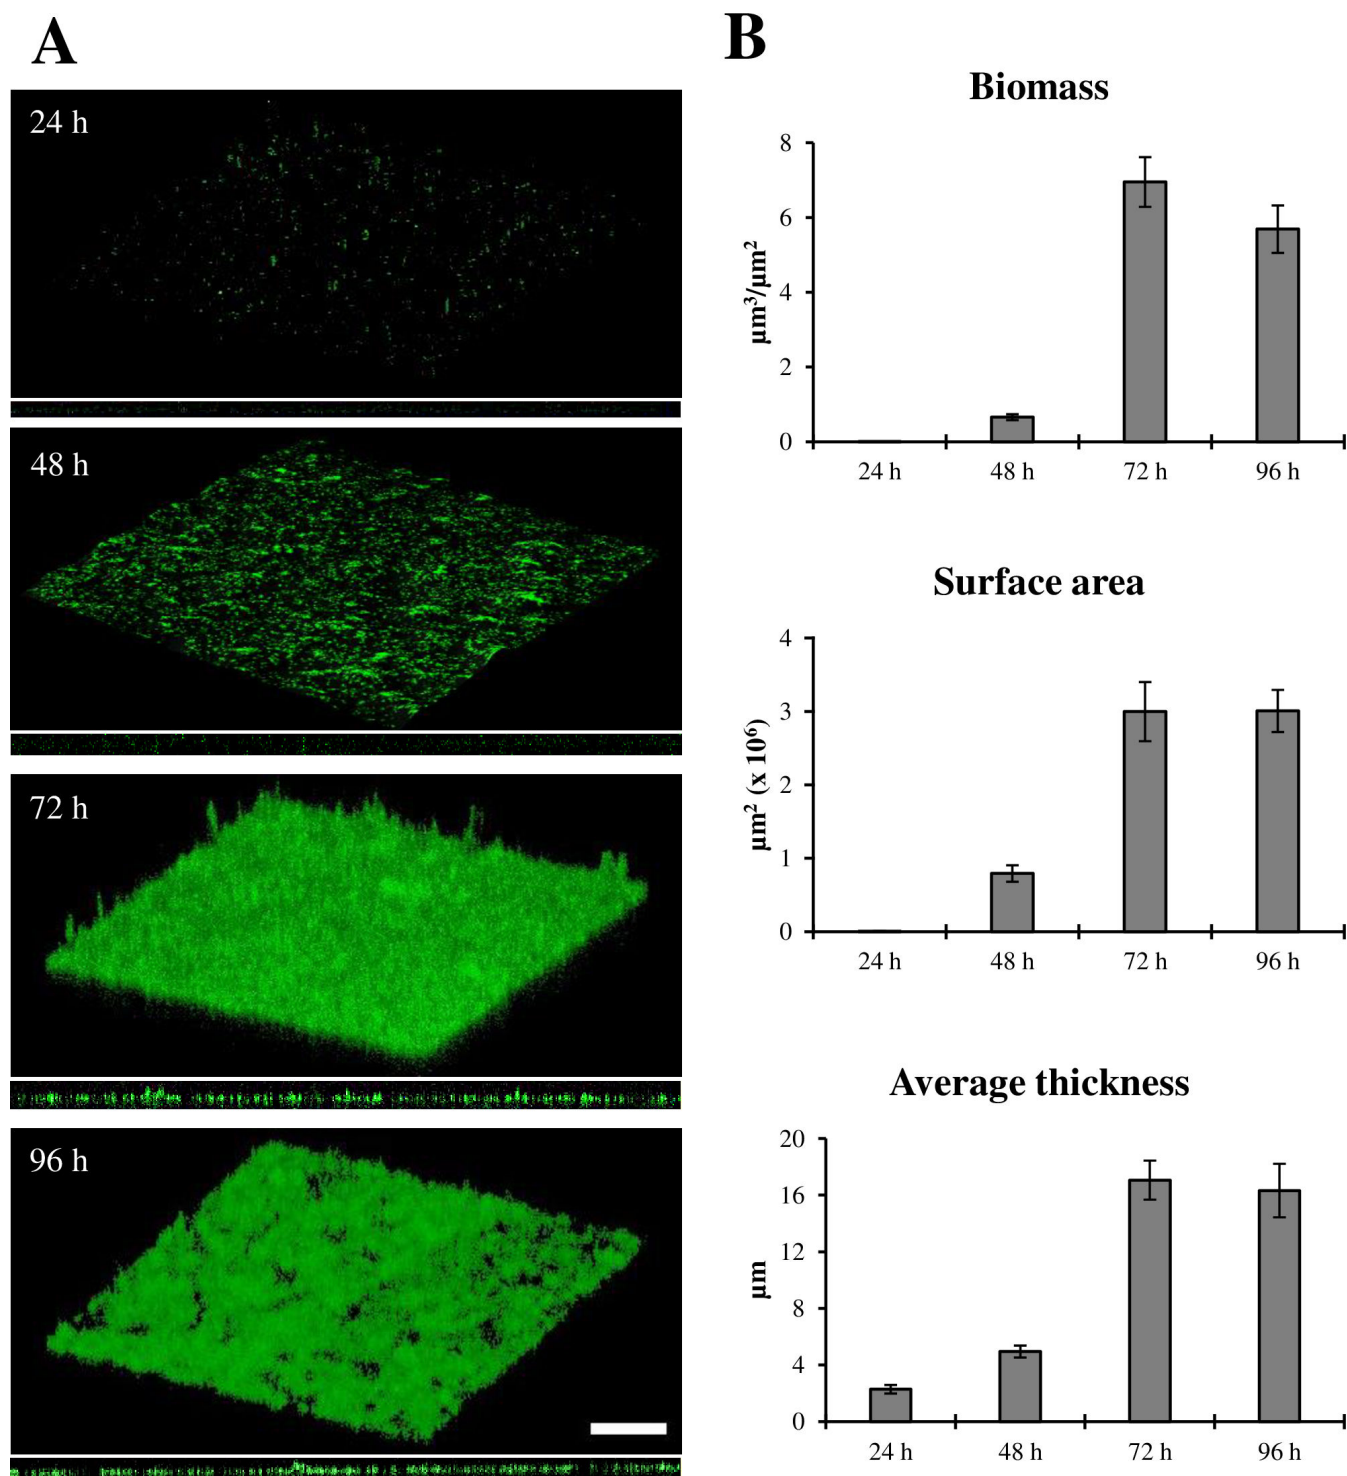 A
24 h
48 h
72 h
96 h
B
Biomass
µm³/µm²
8
6
4
2
0
24 h 48 h 72 h 96 h
Surface area
µm² (x 10⁶)
4
3
2
1
0
24 h 48 h 72 h 96 h
Average thickness
µm
20
16
12
8
4
0
24 h 48 h 72 h 96 h